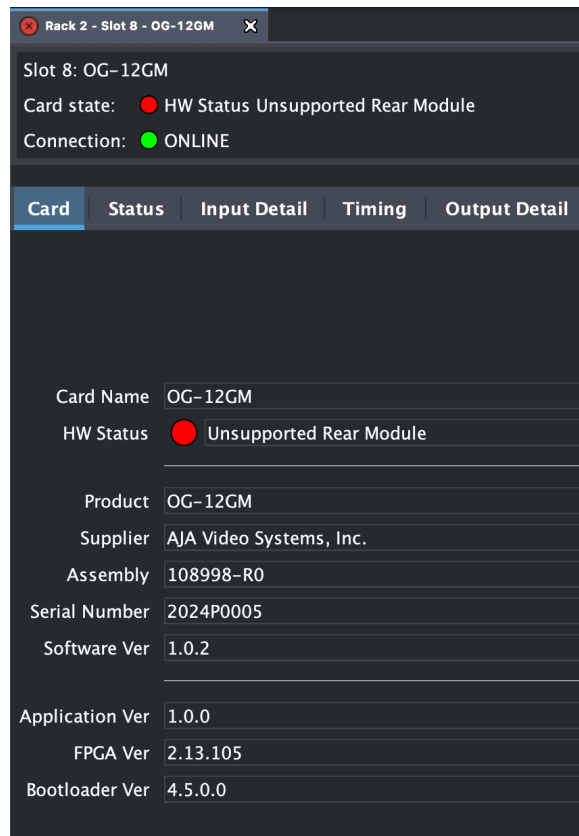 Rack 2 - Slot 8 - OG-12GM
Slot 8: OG-12GM
Card state: HW Status Unsupported Rear Module
Connection: ONLINE
Card Status Input Detail Timing Output Detail
Card Name OG-12GM
HW Status Unsupported Rear Module
Product OG-12GM
Supplier AJA Video Systems, Inc.
Assembly 108998-R0
Serial Number 2024P0005
Software Ver 1.0.2
Application Ver 1.0.0
FPGA Ver 2.13.105
Bootloader Ver 4.5.0.0